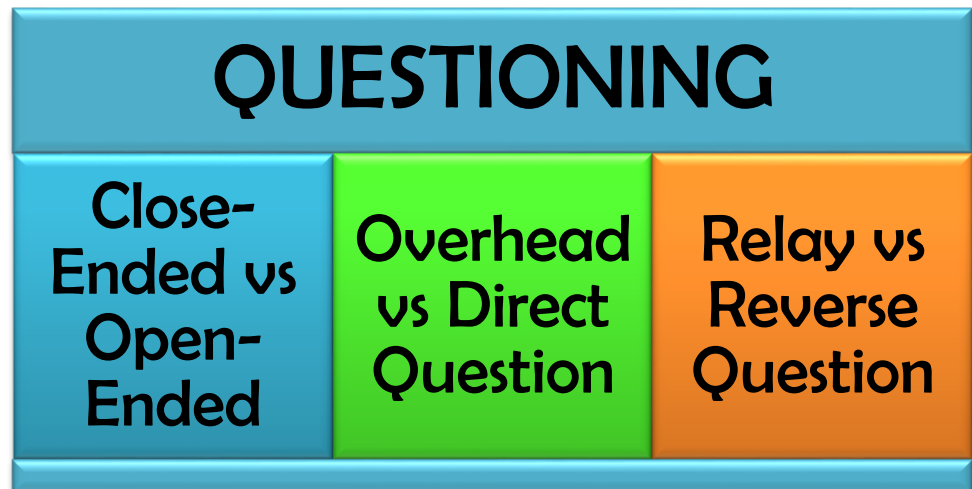 QUESTIONING
Close-
Ended vs
Open-
Ended
Overhead
vs Direct
Question
Relay vs
Reverse
Question